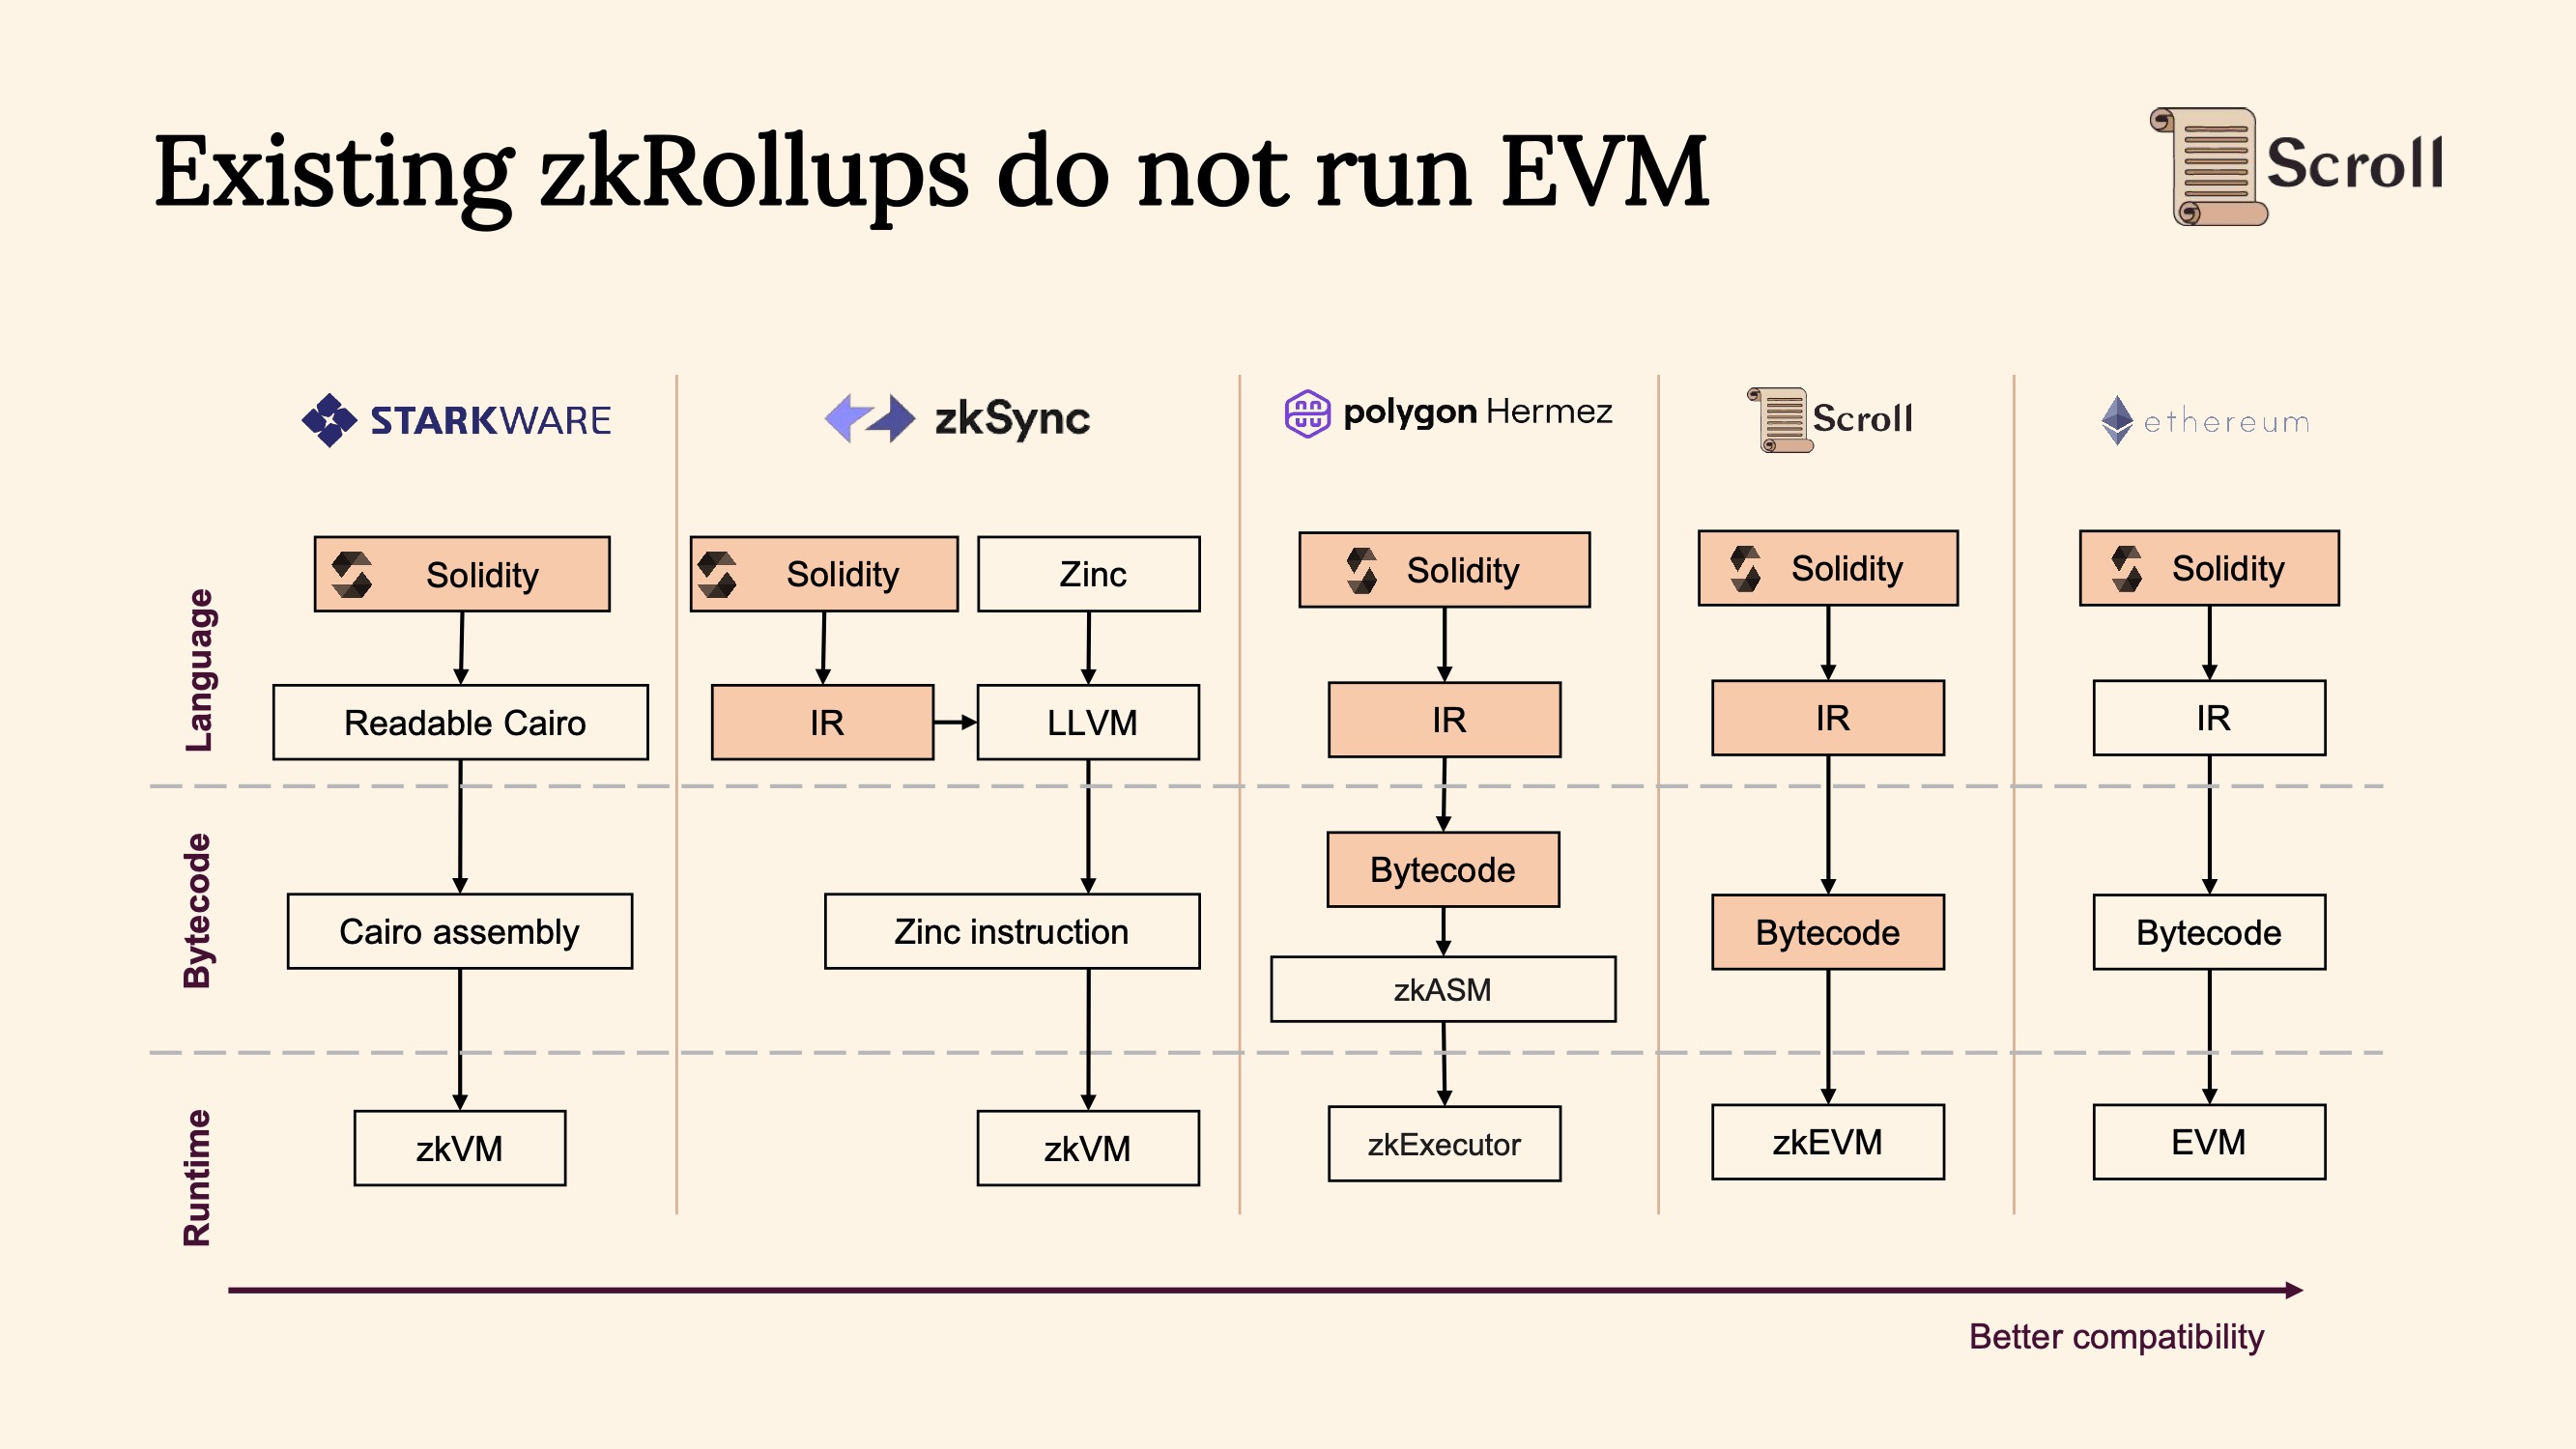 Existing zkRollups do not run EVM
Scroll
STARKWARE
zkSync
polygon Hermez
Scroll
ethereum
Language
Solidity
Solidity
Zinc
Solidity
Solidity
Solidity
Readable Cairo
IR
LLVM
IR
IR
IR
Bytecode
Bytecode
Cairo assembly
Zinc instruction
zkASM
Bytecode
Bytecode
Runtime
zkVM
zkVM
zkExecutor
zkEVM
EVM
Better compatibility